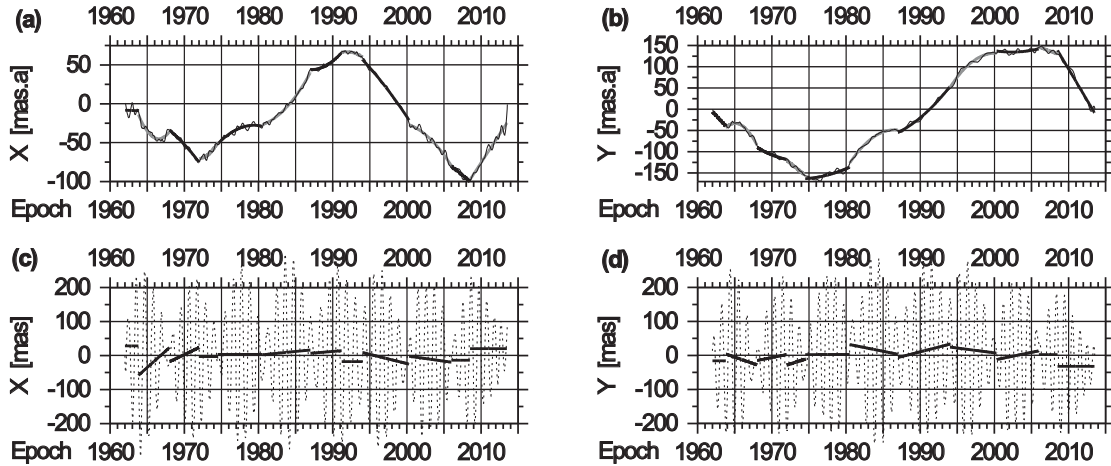 (a) 1960 1970 1980 1990 2000 2010
X [mas.a]
50
0
-50
-100
Epoch 1960 1970 1980 1990 2000 2010
(b) 1960 1970 1980 1990 2000 2010
Y [mas.a]
150
100
50
0
-50
-100
-150
Epoch 1960 1970 1980 1990 2000 2010
(c) 1960 1970 1980 1990 2000 2010
X [mas]
200
100
0
-100
-200
Epoch 1960 1970 1980 1990 2000 2010
(d) 1960 1970 1980 1990 2000 2010
Y [mas]
200
100
0
-100
-200
Epoch 1960 1970 1980 1990 2000 2010